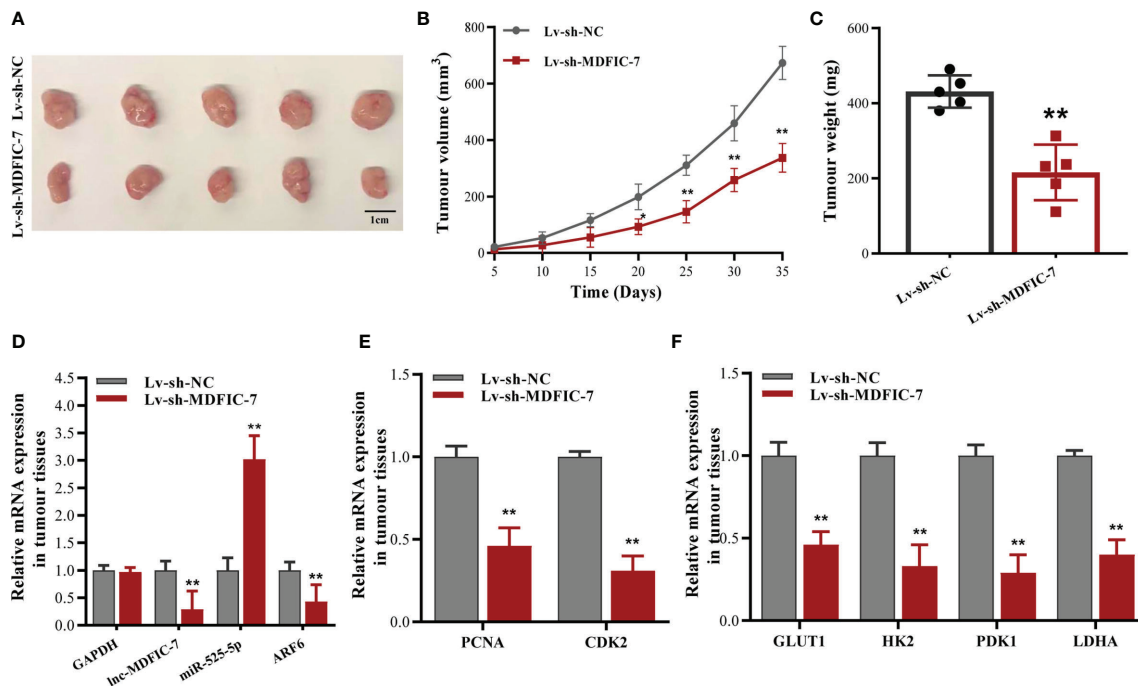 A
Lv-sh-NC
Lv-sh-MDFIC-7
1cm
B
Lv-sh-NC
Lv-sh-MDFIC-7
Tumour volume (mm³)
800
600
400
200
0
5 10 15 20 25 30 35
* ** ** **
Time (Days)
C
Tumour weight (mg)
600
400
200
0
**
Lv-sh-NC
Lv-sh-MDFIC-7
D
Lv-sh-NC
Lv-sh-MDFIC-7
Relative mRNA expression
in tumour tissues
4.5
4.0
3.5
3.0
2.5
2.0
1.5
1.0
0.5
0.0
** ** **
GAPDH
lnc-MDFIC-7
miR-525-5p
ARF6
E
Lv-sh-NC
Lv-sh-MDFIC-7
Relative mRNA expression
in tumour tissues
1.5
1.0
0.5
0.0
** **
PCNA CDK2
F
Lv-sh-NC
Lv-sh-MDFIC-7
Relative mRNA expression
in tumour tissues
1.5
1.0
0.5
0.0
** ** ** **
GLUT1 HK2 PDK1 LDHA